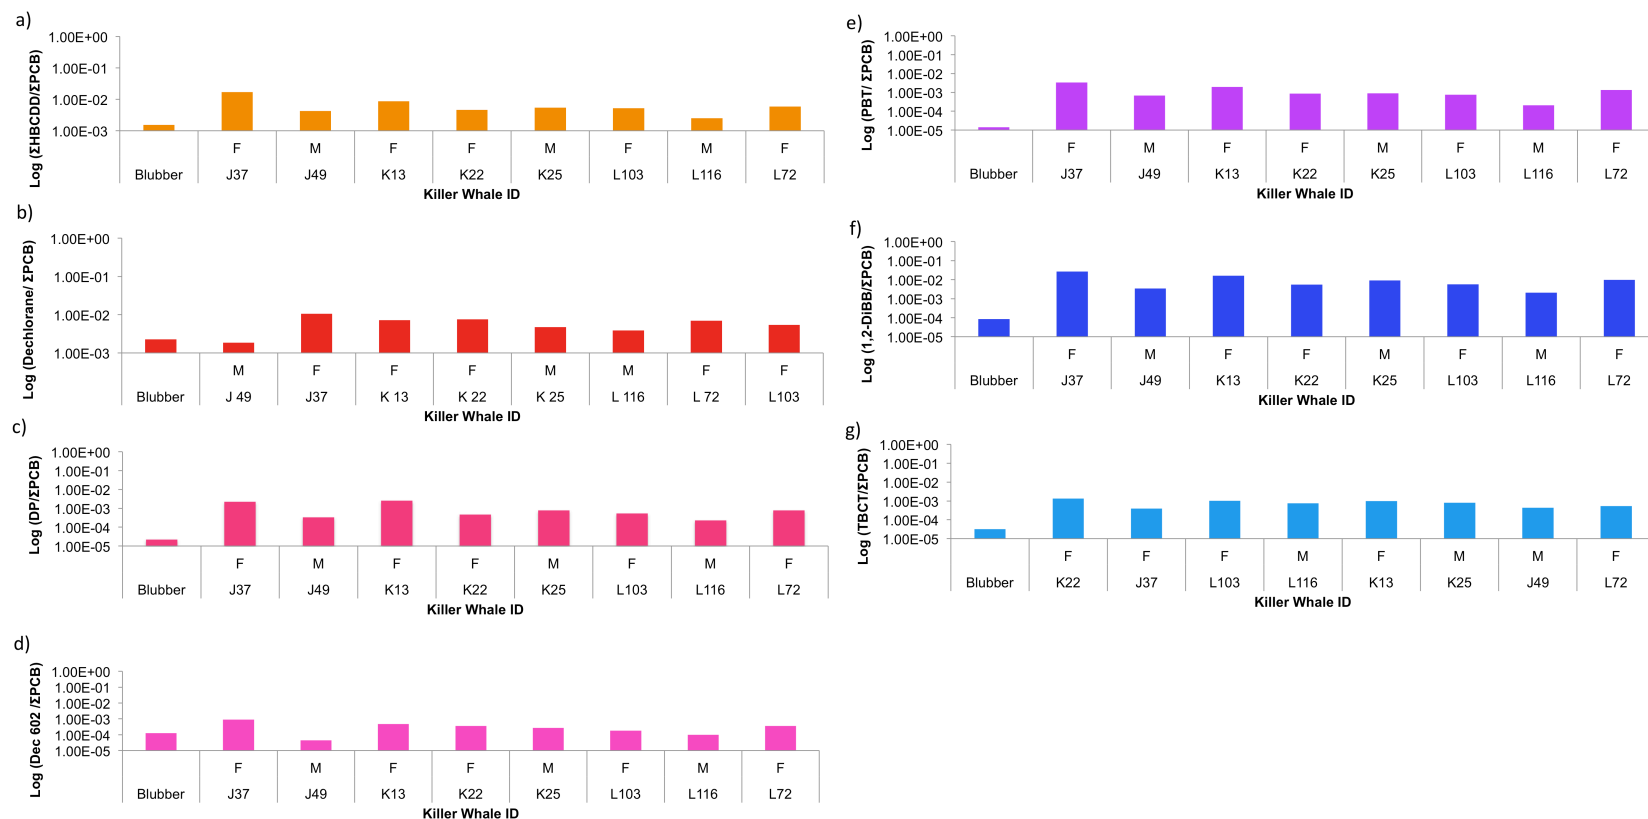 a)
Log (ΣHBCDD/ΣPCB)
1.00E+00
1.00E-01
1.00E-02
1.00E-03
F M F F M F M F
Blubber J37 J49 K13 K22 K25 L103 L116 L72
Killer Whale ID
b)
Log (Dechlorane/ ΣPCB)
1.00E+00
1.00E-01
1.00E-02
1.00E-03
M F F F M M F F
Blubber J 49 J37 K 13 K 22 K 25 L 116 L 72 L103
Killer Whale ID
c)
Log (DP/ΣPCB)
1.00E+00
1.00E-01
1.00E-02
1.00E-03
1.00E-04
1.00E-05
F M F F M F M F
Blubber J37 J49 K13 K22 K25 L103 L116 L72
Killer Whale ID
d)
Log (Dec 602 /ΣPCB)
1.00E+00
1.00E-01
1.00E-02
1.00E-03
1.00E-04
1.00E-05
F M F F M F M F
Blubber J37 J49 K13 K22 K25 L103 L116 L72
Killer Whale ID
e)
Log (PBT/ ΣPCB)
1.00E+00
1.00E-01
1.00E-02
1.00E-03
1.00E-04
1.00E-05
F M F F M F M F
Blubber J37 J49 K13 K22 K25 L103 L116 L72
Killer Whale ID
f)
Log (1,2-DiBB/ΣPCB)
1.00E+00
1.00E-01
1.00E-02
1.00E-03
1.00E-04
1.00E-05
F M F F M F M F
Blubber J37 J49 K13 K22 K25 L103 L116 L72
Killer Whale ID
g)
Log (TBCT/ΣPCB)
1.00E+00
1.00E-01
1.00E-02
1.00E-03
1.00E-04
1.00E-05
F F F M F M M F
Blubber K22 J37 L103 L116 K13 K25 J49 L72
Killer Whale ID